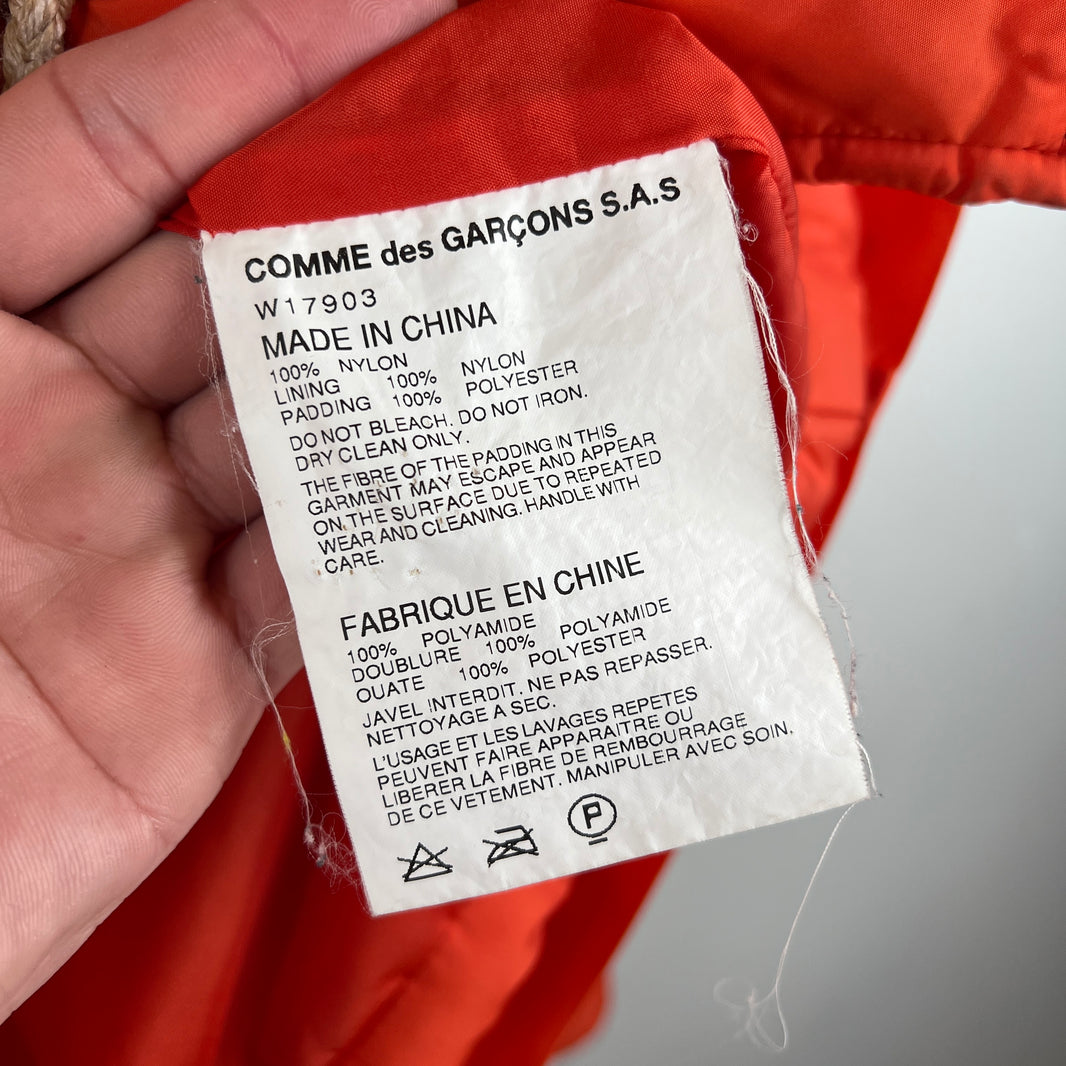 COMME des GARÇONS S.A.S
W17903
MADE IN CHINA
100% NYLON
LINING 100% NYLON
PADDING 100% POLYESTER
DO NOT BLEACH. DO NOT IRON.
DRY CLEAN ONLY.
THE FIBRE OF THE PADDING IN THIS
GARMENT MAY ESCAPE AND APPEAR
ON THE SURFACE DUE TO REPEATED
WEAR AND CLEANING. HANDLE WITH
CARE.
FABRIQUE EN CHINE
100% POLYAMIDE
DOUBLURE 100% POLYAMIDE
OUATE 100% POLYESTER
JAVEL INTERDIT. NE PAS REPASSER.
NETTOYAGE A SEC.
L'USAGE ET LES LAVAGES REPETES
PEUVENT FAIRE APPARAITRE OU
LIBERER LA FIBRE DE REMBOURRAGE
DE CE VETEMENT. MANIPULER AVEC SOIN.
P